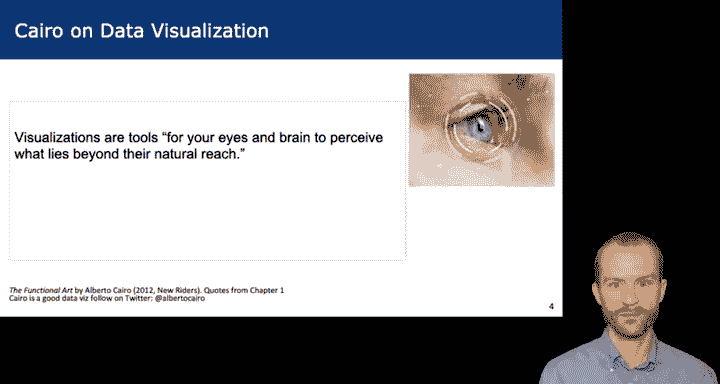 Cairo on Data Visualization
Visualizations are tools “for your eyes and brain to perceive
what lies beyond their natural reach.”
The Functional Art by Alberto Cairo (2012, New Riders). Quotes from Chapter 1
Cairo is a good data viz follow on Twitter: @albertocairo
4